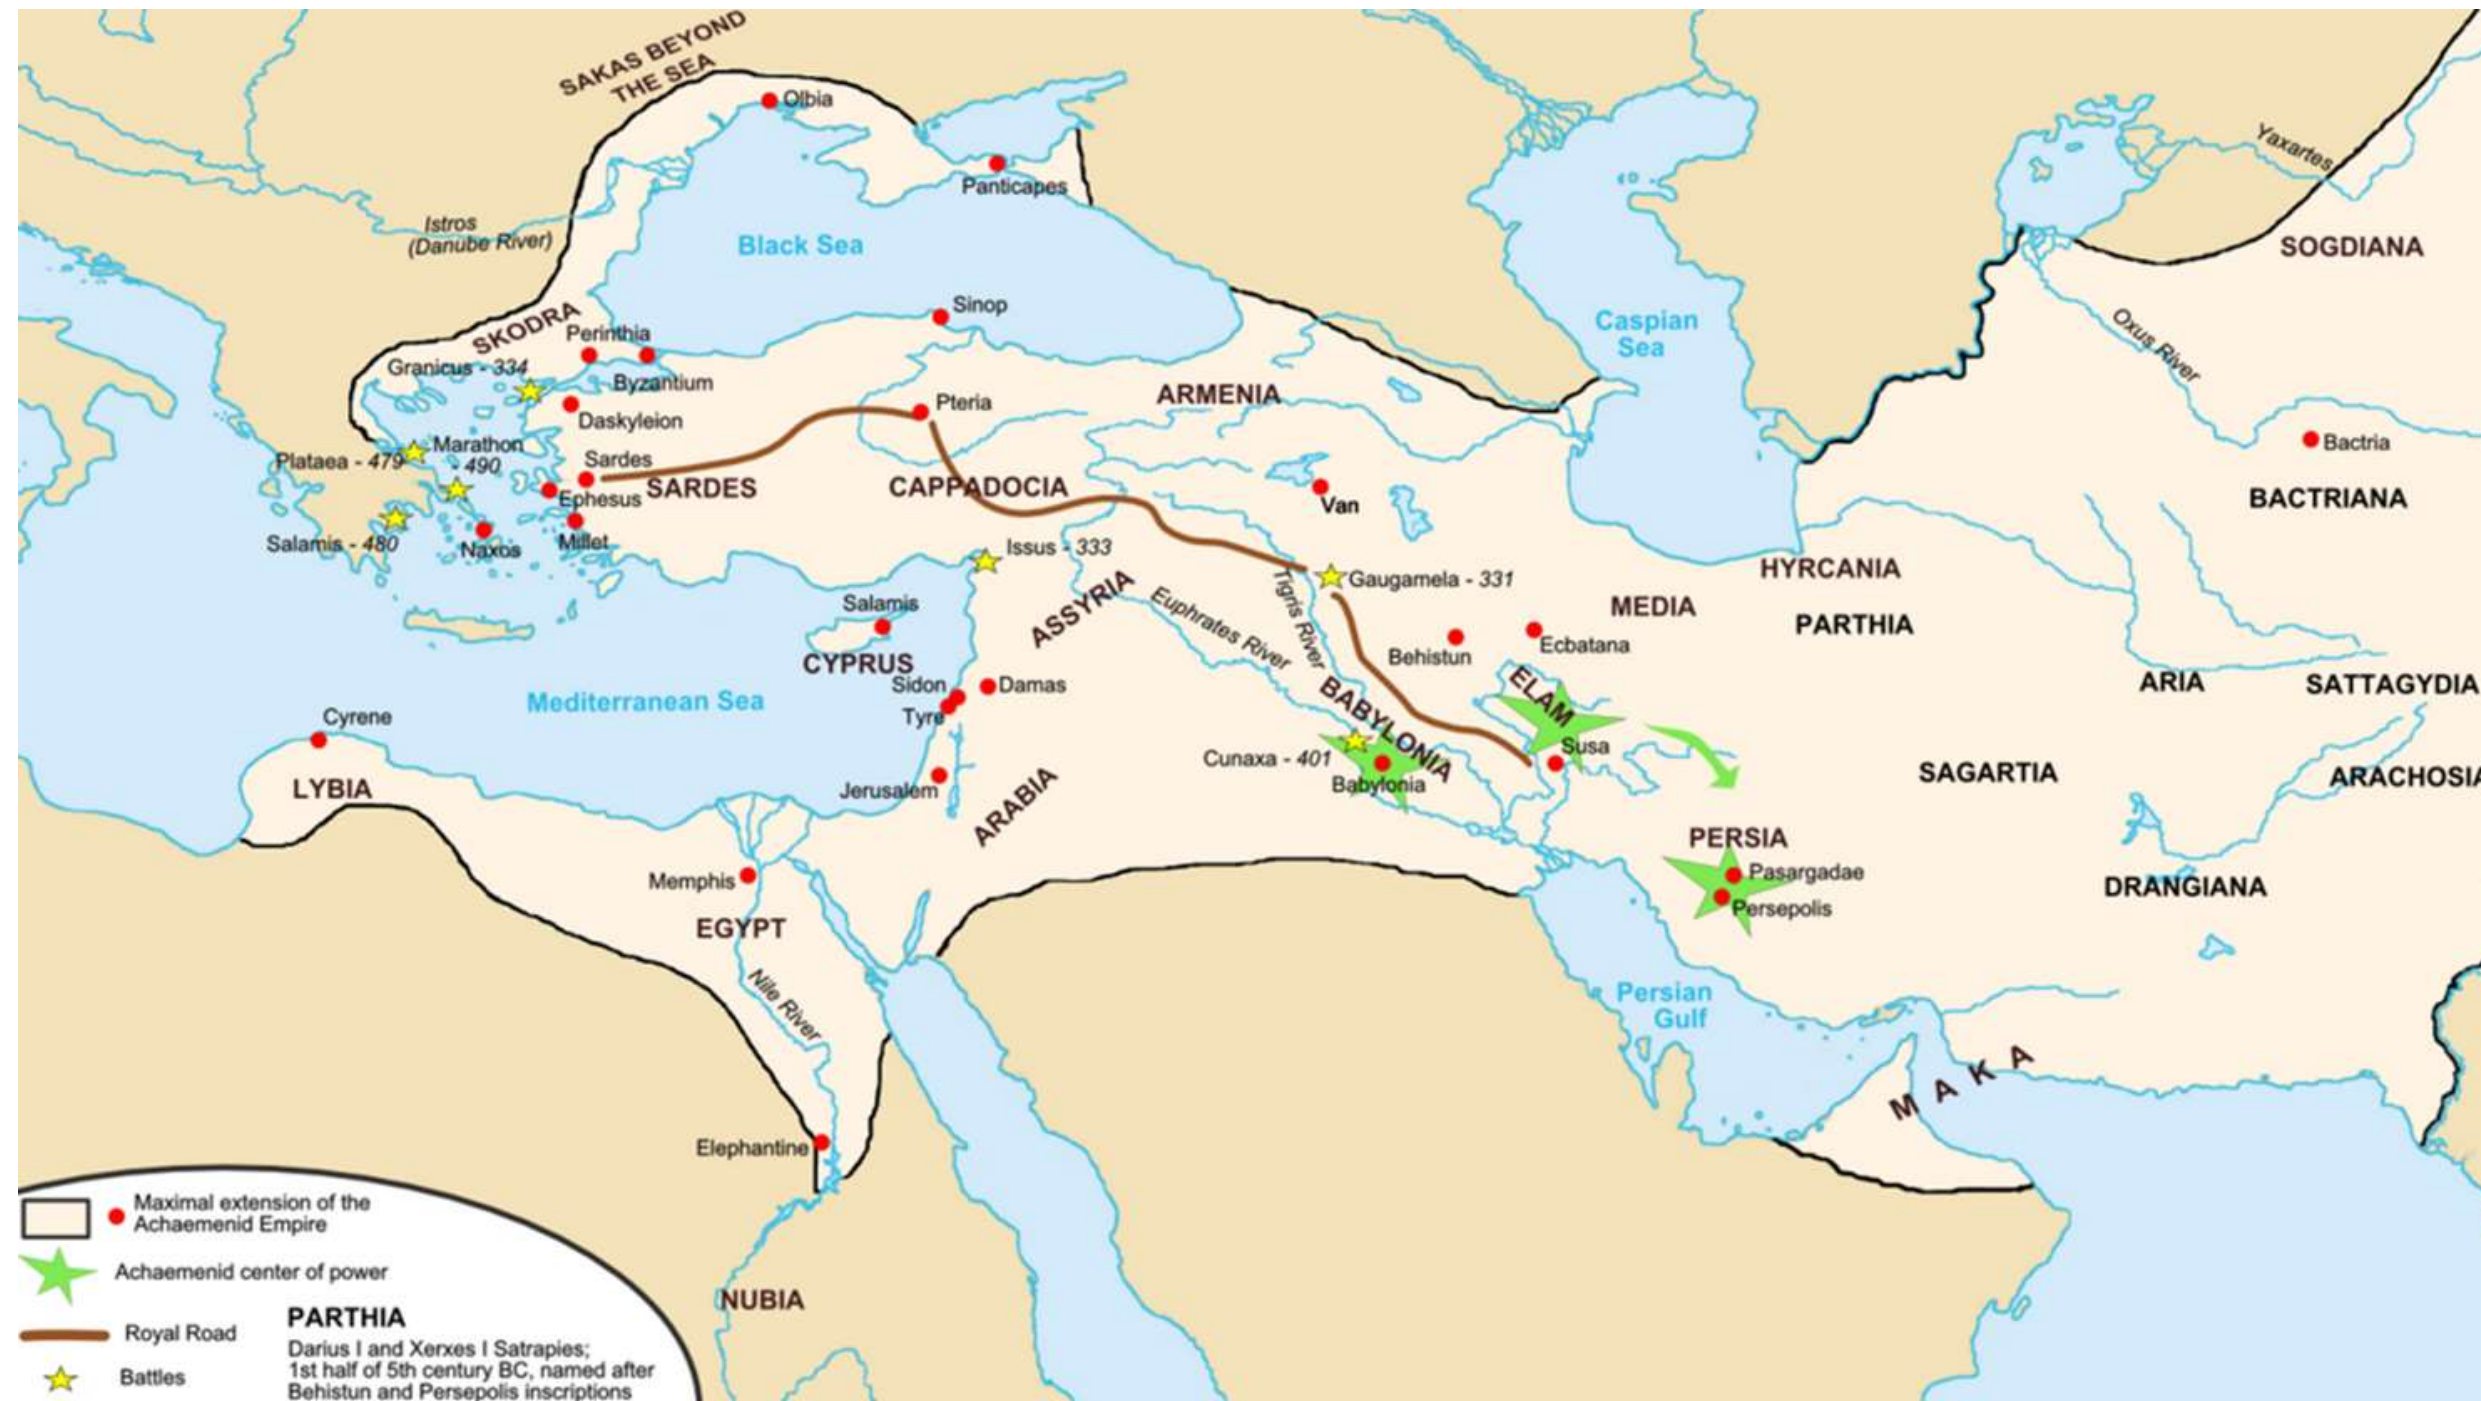 SAKAS BEYOND
THE SEA
Olbia
Panticapes
Yaxartes
Istros
(Danube River)
Black Sea
SOGDIANA
Sinop
SKODRA
Perinthia
Caspian
Sea
Oxus River
Granicus - 334
Byzantium
ARMENIA
Pteria
Daskyleion
Marathon
- 490
Plataea - 479
Bactria
Sardes
SARDES
CAPPADOCIA
Ephesus
Van
BACTRIANA
Salamis - 480
Naxos
Millet
Issus - 333
HYRCANIA
Gaugamela - 331
Tigris River
ASSYRIA
Euphrates River
MEDIA
PARTHIA
Salamis
Behistun
Ecbatana
CYPRUS
Sidon
Damas
ELAM
ARIA
SATTAGYDIA
Mediterranean Sea
Tyre
BABYLONIA
Cyrene
Susa
Cunaxa - 401
Babylonia
SAGARTIA
ARACHOSIA
LYBIA
Jerusalem
ARABIA
PERSIA
Pasargadae
Persepolis
DRANGIANA
Memphis
EGYPT
Nile River
Persian
Gulf
MAKA
Elephantine
NUBIA
Maximal extension of the
Achaemenid Empire
Achaemenid center of power
Royal Road
Battles
PARTHIA
Darius I and Xerxes I Satrapies;
1st half of 5th century BC, named after
Behistun and Persepolis inscriptions